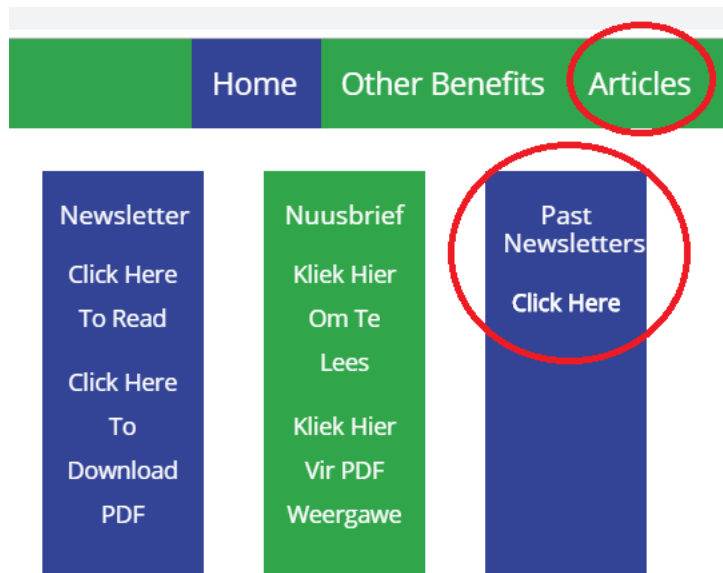 Home Other Benefits Articles
Newsletter
Click Here
To Read
Click Here
To
Download
PDF
Nuusbrief
Kliek Hier
Om Te
Lees
Kliek Hier
Vir PDF
Weergawe
Past
Newsletters
Click Here